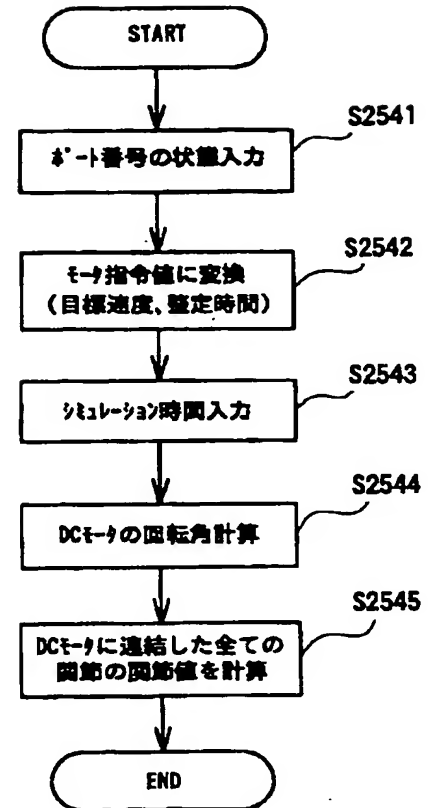 START
S2541
ﾎﾟｰﾄ番号の状態入力
S2542
ﾓｰﾀ指令値に変換
(目標速度、整定時間)
S2543
ｼﾐｭﾚｰｼｮﾝ時間入力
S2544
DCﾓｰﾀの回転角計算
S2545
DCﾓｰﾀに連結した全ての
関節の関節値を計算
END